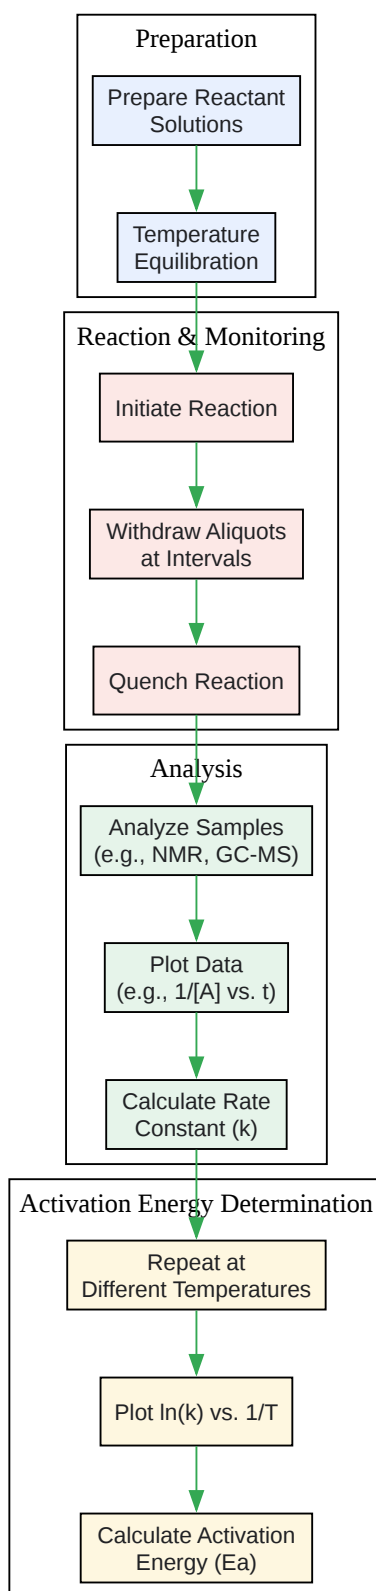 Preparation
Prepare Reactant
Solutions
Temperature
Equilibration
Reaction & Monitoring
Initiate Reaction
Withdraw Aliquots
at Intervals
Quench Reaction
Analysis
Analyze Samples
(e.g., NMR, GC-MS)
Plot Data
(e.g., 1/[A] vs. t)
Calculate Rate
Constant (k)
Activation Energy Determination
Repeat at
Different Temperatures
Plot ln(k) vs. 1/T
Calculate Activation
Energy (Ea)